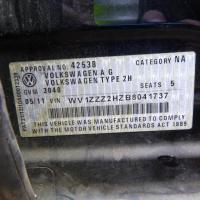 APPROVAL NO. 42538 CATEGORY NA
VOLKSWAGEN A G
VOLKSWAGEN TYPE 2H
GVM 3040 SEATS 5
05/11 VIN WV1ZZZ2HZB8041737
THIS VEHICLE WAS MANUFACTURED TO COMPLY
WITH THE MOTOR VEHICLE STANDARDS ACT 1989